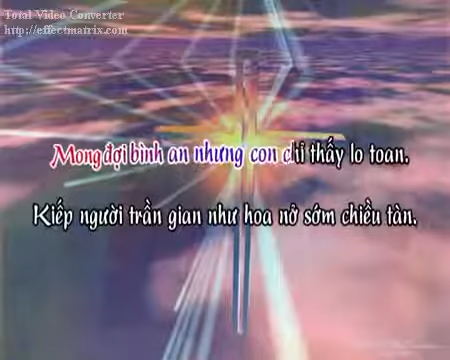 Total Video Converter
http://effectmatrix.com
Mong đợi bình an nhưng con chỉ thấy lo toan.
Kiếp người trần gian như hoa nở sớm chiều tàn.